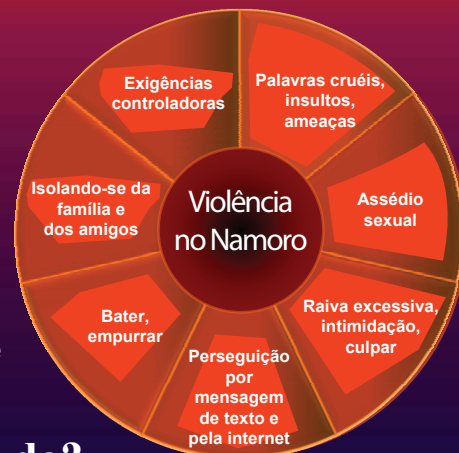 Violência
no Namoro
Palavras cruéis,
insultos,
ameaças
Assédio
sexual
Raiva excessiva,
intimidação,
culpar
Perseguição
por
mensagem
de texto e
pela internet
Bater,
empurrar
Isolando-se da
família e
dos amigos
Exigências
controladoras